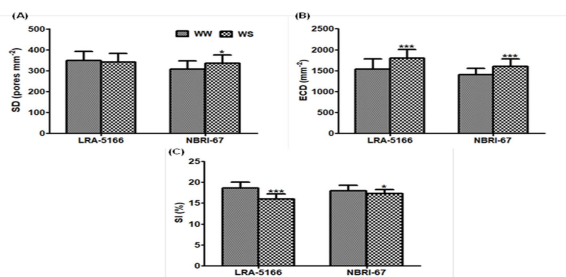 (A)
SD (pores mm-2)
500
400
300
200
100
0
WW WS
*
LRA-5166 NBRI-67
(B)
ECD (mm-2)
2500
2000
1500
1000
500
0
*** ***
LRA-5166 NBRI-67
(C)
SI (%)
25
20
15
10
5
0
*** *
LRA-5166 NBRI-67